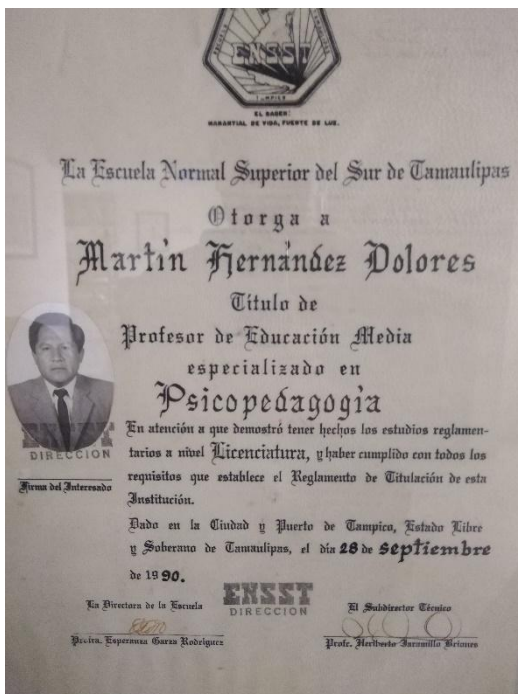 ENSST
TAMPICO
EL SABER:
MANANTIAL DE VIDA, FUENTE DE LUZ.
La Escuela Normal Superior del Sur de Tamaulipas
Otorga a
Martín Hernández Dolores
Título de
Profesor de Educación Media
especializado en
Psicopedagogía
En atención a que demostró tener hechos los estudios reglamen-
tarios a nivel Licenciatura, y haber cumplido con todos los
requisitos que establece el Reglamento de Titulación de esta
Institución.
ENSST
DIRECCION
Firma del Interesado
Dado en la Ciudad y Puerto de Tampico, Estado Libre
y Soberano de Tamaulipas, el día 28 de septiembre
de 1990.
ENSST
DIRECCION
La Directora de la Escuela
Profra. Esperanza Garza Rodríguez
El Subdirector Técnico
Profr. Heriberto Jaramillo Briones